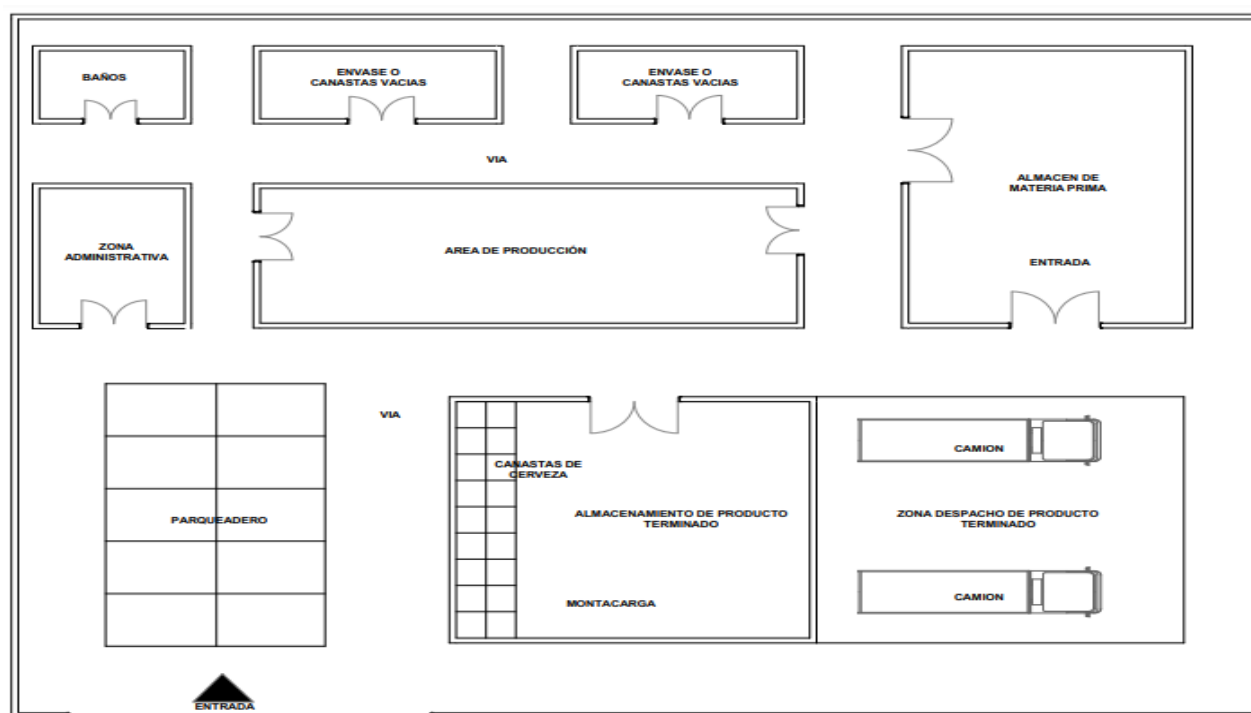 BAÑOS
ENVASE O
CANASTAS VACIAS
ENVASE O
CANASTAS VACIAS
VIA
ALMACEN DE
MATERIA PRIMA
ZONA
ADMINISTRATIVA
AREA DE PRODUCCIÓN
ENTRADA
VIA
CANASTAS DE
CERVEZA
CAMION
PARQUEADERO
ALMACENAMIENTO DE PRODUCTO
TERMINADO
ZONA DESPACHO DE PRODUCTO
TERMINADO
MONTACARGA
CAMION
ENTRADA